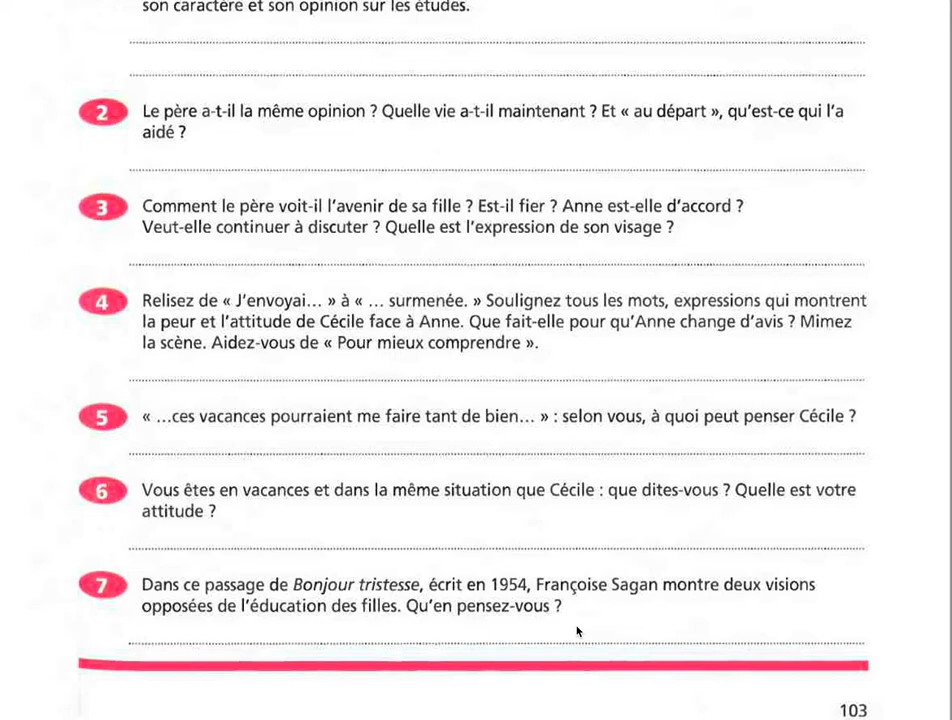 son caractère et son opinion sur les études.
2 Le père a-t-il la même opinion ? Quelle vie a-t-il maintenant ? Et « au départ », qu'est-ce qui l'a
aidé ?
3 Comment le père voit-il l'avenir de sa fille ? Est-il fier ? Anne est-elle d'accord ?
Veut-elle continuer à discuter ? Quelle est l'expression de son visage ?
4 Relisez de « J'envoyai... » à « ... surmenée. » Soulignez tous les mots, expressions qui montrent
la peur et l'attitude de Cécile face à Anne. Que fait-elle pour qu'Anne change d'avis ? Mimez
la scène. Aidez-vous de « Pour mieux comprendre ».
5 « ...ces vacances pourraient me faire tant de bien... » : selon vous, à quoi peut penser Cécile ?
6 Vous êtes en vacances et dans la même situation que Cécile : que dites-vous ? Quelle est votre
attitude ?
7 Dans ce passage de Bonjour tristesse, écrit en 1954, Françoise Sagan montre deux visions
opposées de l'éducation des filles. Qu'en pensez-vous ?
103